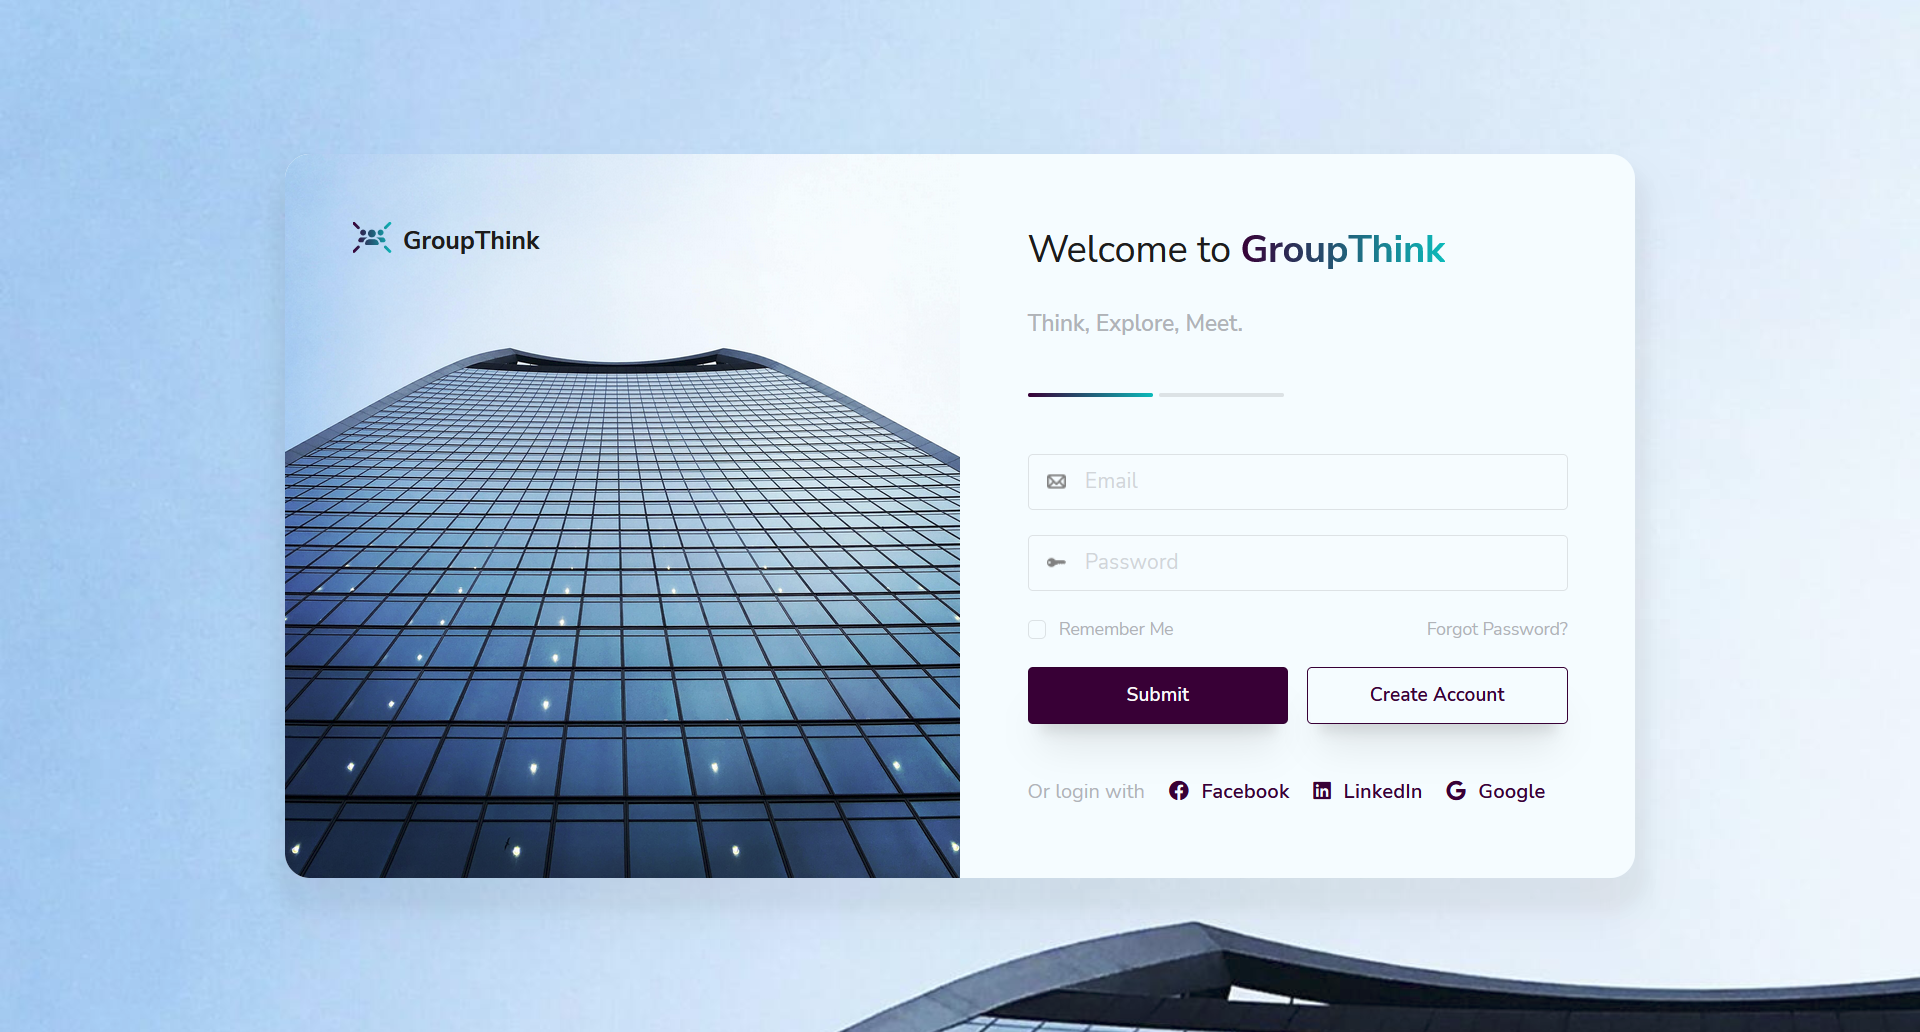 GroupThink
Welcome to GroupThink
Think, Explore, Meet.
Email
Password
Remember Me
Forgot Password?
Submit
Create Account
Or login with Facebook LinkedIn Google